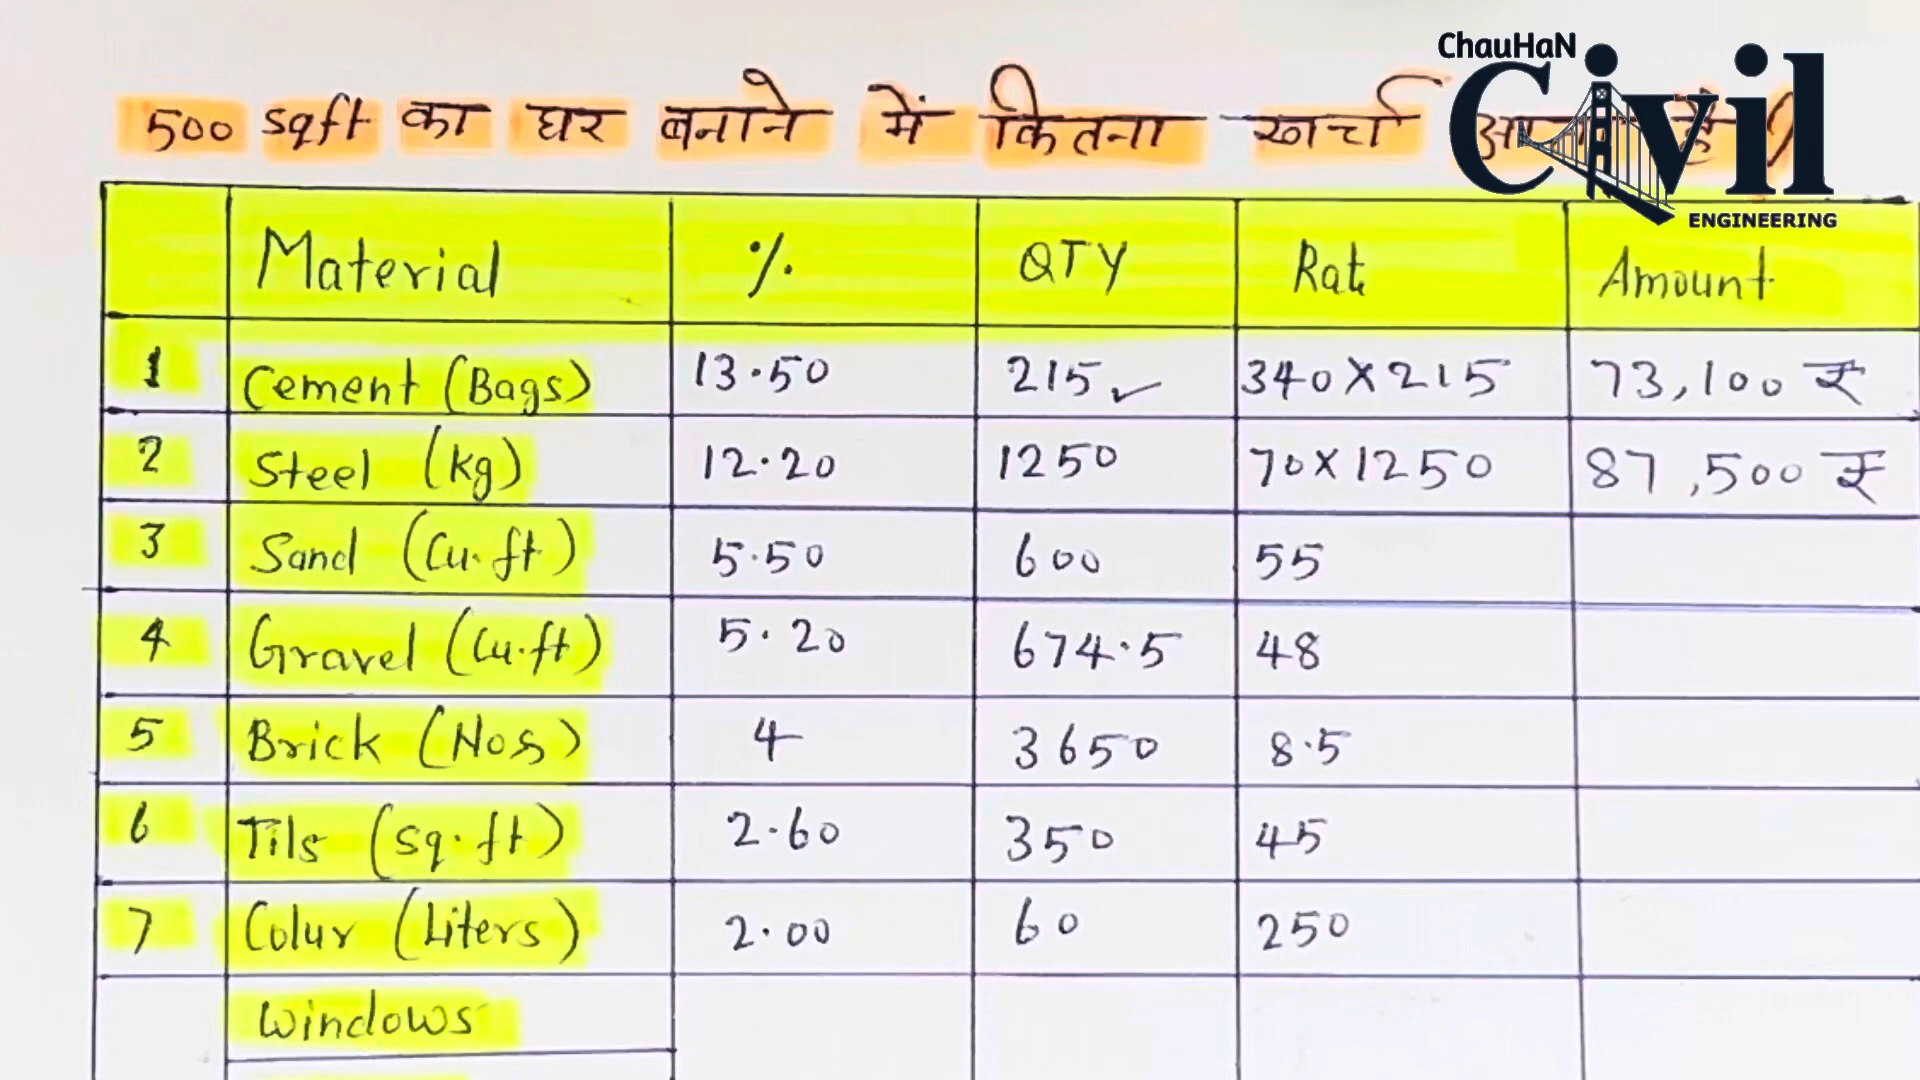 ChauHaN
Civil
ENGINEERING
500 sqft का घर बनाने में कितना खर्चा
Material % QTY Rate Amount
1 Cement (Bags) 13.50 215 ✓ 340×215 73,100 ₹
2 Steel (kg) 12.20 1250 70×1250 87,500 ₹
3 Sand (Cu.ft) 5.50 600 55
4 Gravel (Cu.ft) 5.20 674.5 48
5 Brick (Nos) 4 3650 8.5
6 Tils (sq.ft) 2.60 350 45
7 Colur (Liters) 2.00 60 250
Windows